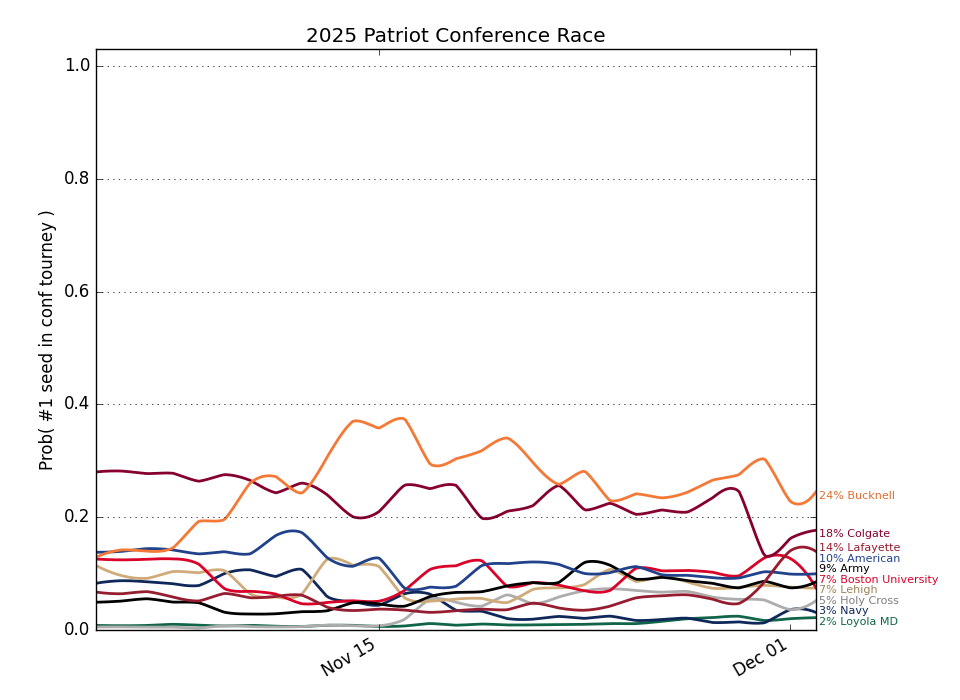 2025 Patriot Conference Race
Prob( #1 seed in conf tourney )
1.0
0.8
0.6
0.4
0.2
0.0
Nov 15
Dec 01
24% Bucknell
18% Colgate
14% Lafayette
10% American
9% Army
7% Boston University
7% Lehigh
5% Holy Cross
3% Navy
2% Loyola MD